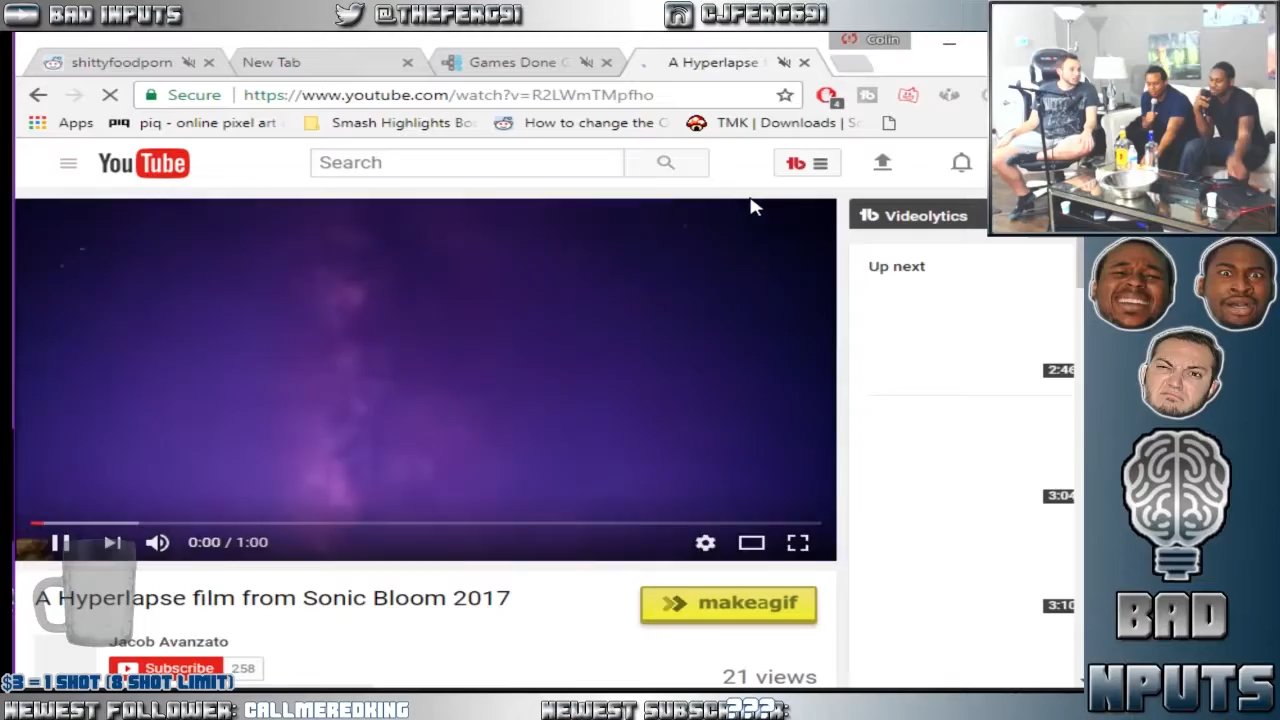 BAD INPUTS
@THEFERG91
CJFERG691
Colin
shittyfoodporn
New Tab
Games Done
A Hyperlapse
Secure
https://www.youtube.com/watch?v=R2LWmTMpfho
Apps
piq
piq - online pixel art
Smash Highlights
How to change the
TMK | Downloads |
YouTube
Search
Videolytics
Up next
2:46
3:04
3:10
0:00 / 1:00
A Hyperlapse film from Sonic Bloom 2017
makeagif
Jacob Avanzato
Subscribe
258
21 views
$3 = 1 SHOT (8 SHOT LIMIT)
NEWEST FOLLOWER: CALLMEREDKING
NEWEST
???
BAD
NPUTS